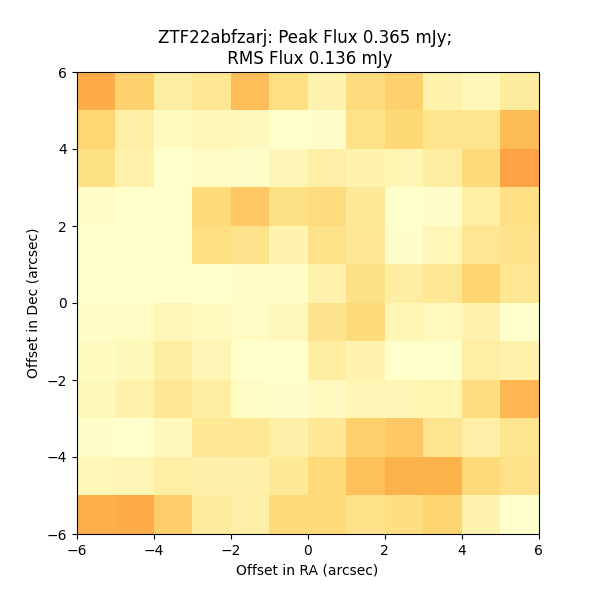 ZTF22abfzarj: Peak Flux 0.365 mJy;
RMS Flux 0.136 mJy
6
4
2
0
−2
−4
−6
Offset in Dec (arcsec)
−6 −4 −2 0 2 4 6
Offset in RA (arcsec)